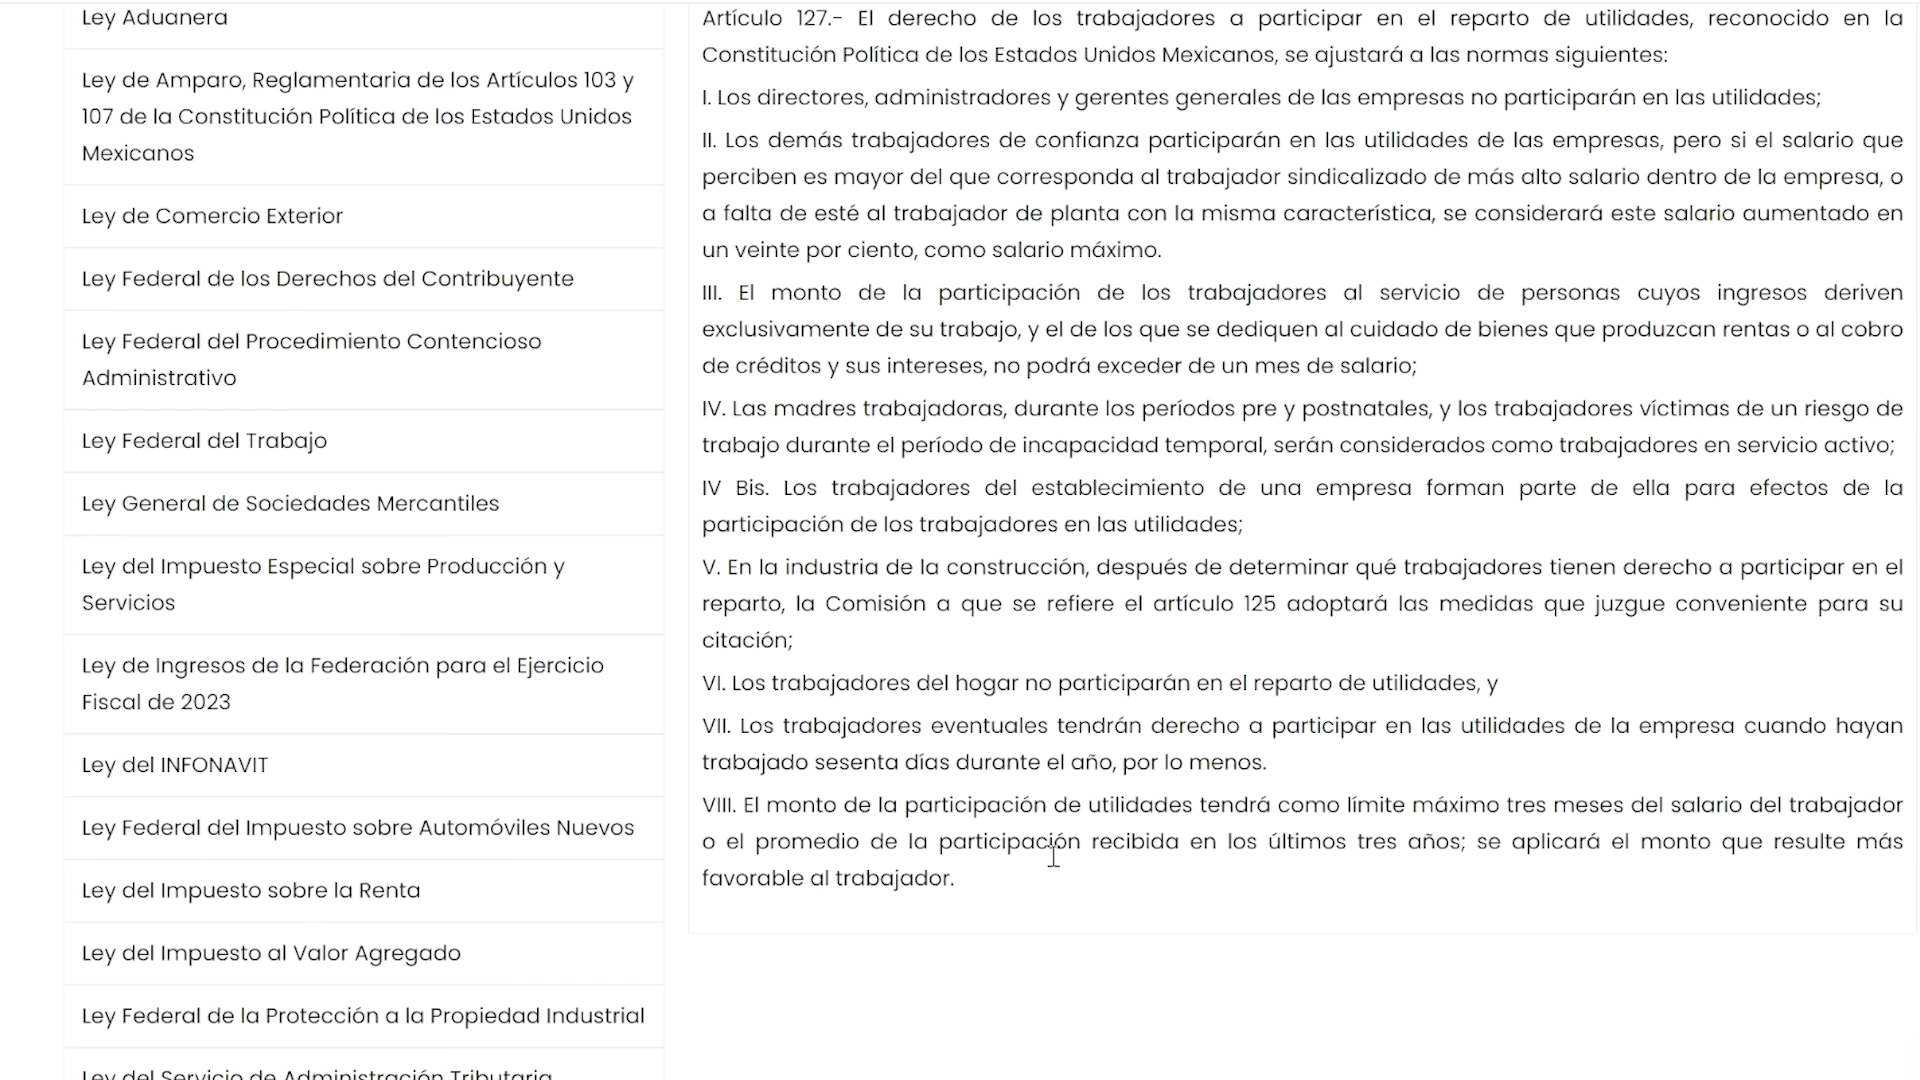 Ley Aduanera
Ley de Amparo, Reglamentaria de los Artículos 103 y
107 de la Constitución Política de los Estados Unidos
Mexicanos
Ley de Comercio Exterior
Ley Federal de los Derechos del Contribuyente
Ley Federal del Procedimiento Contencioso
Administrativo
Ley Federal del Trabajo
Ley General de Sociedades Mercantiles
Ley del Impuesto Especial sobre Producción y
Servicios
Ley de Ingresos de la Federación para el Ejercicio
Fiscal de 2023
Ley del INFONAVIT
Ley Federal del Impuesto sobre Automóviles Nuevos
Ley del Impuesto sobre la Renta
Ley del Impuesto al Valor Agregado
Ley Federal de la Protección a la Propiedad Industrial
Ley del Servicio de Administración Tributaria
Artículo 127.- El derecho de los trabajadores a participar en el reparto de utilidades, reconocido en la
Constitución Política de los Estados Unidos Mexicanos, se ajustará a las normas siguientes:
I. Los directores, administradores y gerentes generales de las empresas no participarán en las utilidades;
II. Los demás trabajadores de confianza participarán en las utilidades de las empresas, pero si el salario que
perciben es mayor del que corresponda al trabajador sindicalizado de más alto salario dentro de la empresa, o
a falta de esté al trabajador de planta con la misma característica, se considerará este salario aumentado en
un veinte por ciento, como salario máximo.
III. El monto de la participación de los trabajadores al servicio de personas cuyos ingresos deriven
exclusivamente de su trabajo, y el de los que se dediquen al cuidado de bienes que produzcan rentas o al cobro
de créditos y sus intereses, no podrá exceder de un mes de salario;
IV. Las madres trabajadoras, durante los períodos pre y postnatales, y los trabajadores víctimas de un riesgo de
trabajo durante el período de incapacidad temporal, serán considerados como trabajadores en servicio activo;
IV Bis. Los trabajadores del establecimiento de una empresa forman parte de ella para efectos de la
participación de los trabajadores en las utilidades;
V. En la industria de la construcción, después de determinar qué trabajadores tienen derecho a participar en el
reparto, la Comisión a que se refiere el artículo 125 adoptará las medidas que juzgue conveniente para su
citación;
VI. Los trabajadores del hogar no participarán en el reparto de utilidades, y
VII. Los trabajadores eventuales tendrán derecho a participar en las utilidades de la empresa cuando hayan
trabajado sesenta días durante el año, por lo menos.
VIII. El monto de la participación de utilidades tendrá como límite máximo tres meses del salario del trabajador
o el promedio de la participación recibida en los últimos tres años; se aplicará el monto que resulte más
favorable al trabajador.